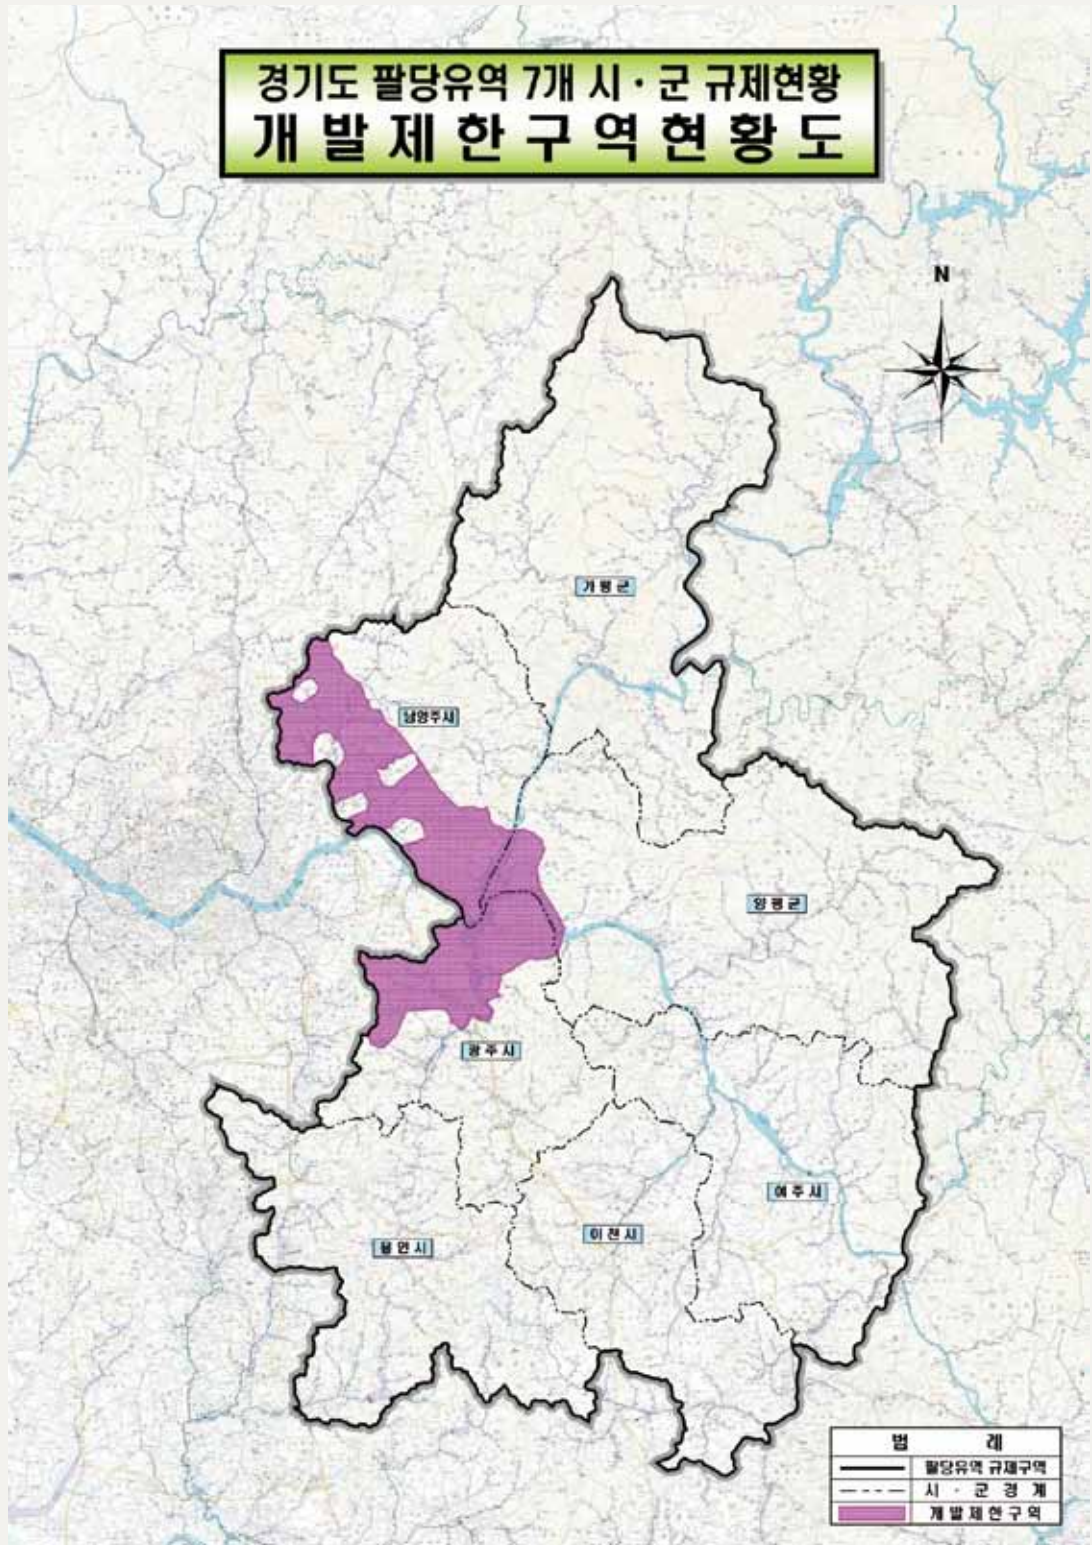 경기도 팔당유역 7개 시·군 규제현황
개발제한구역현황도
N
가평군
남양주시
양평군
광주시
여주시
이천시
용인시
범 례
팔당유역 규제구역
시·군경계
개발제한구역